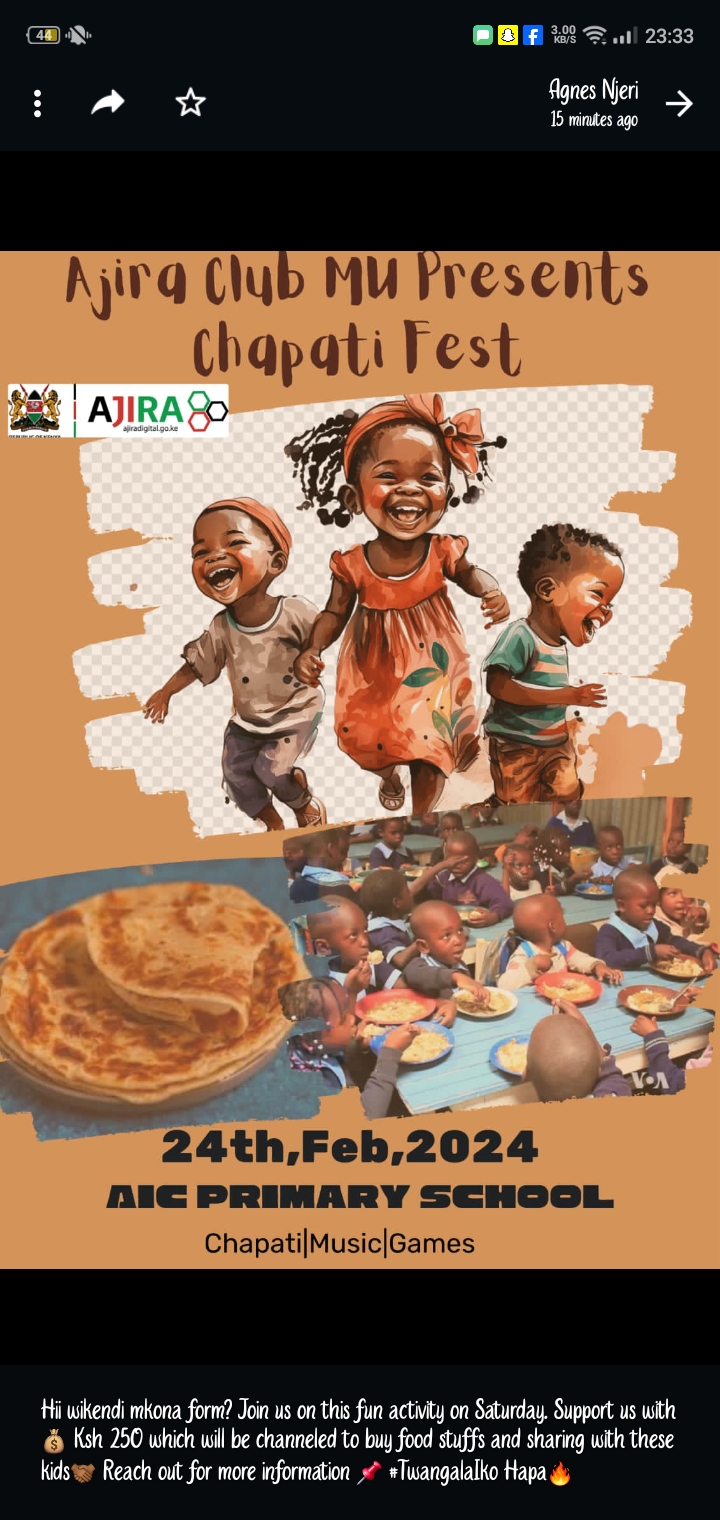 44
3.00
KB/S
23:33
Agnes Njeri
15 minutes ago
Ajira Club MU Presents
Chapati Fest
AJIRA
ajiradigital.go.ke
REPUBLIC OF KENYA
VOA
24th,Feb,2024
AIC PRIMARY SCHOOL
Chapati|Music|Games
Hii wikendi mkona form? Join us on this fun activity on Saturday. Support us with
💰 Ksh 250 which will be channeled to buy food stuffs and sharing with these
kids🤝🏾 Reach out for more information 📌 #TwangalaIko Hapa🔥